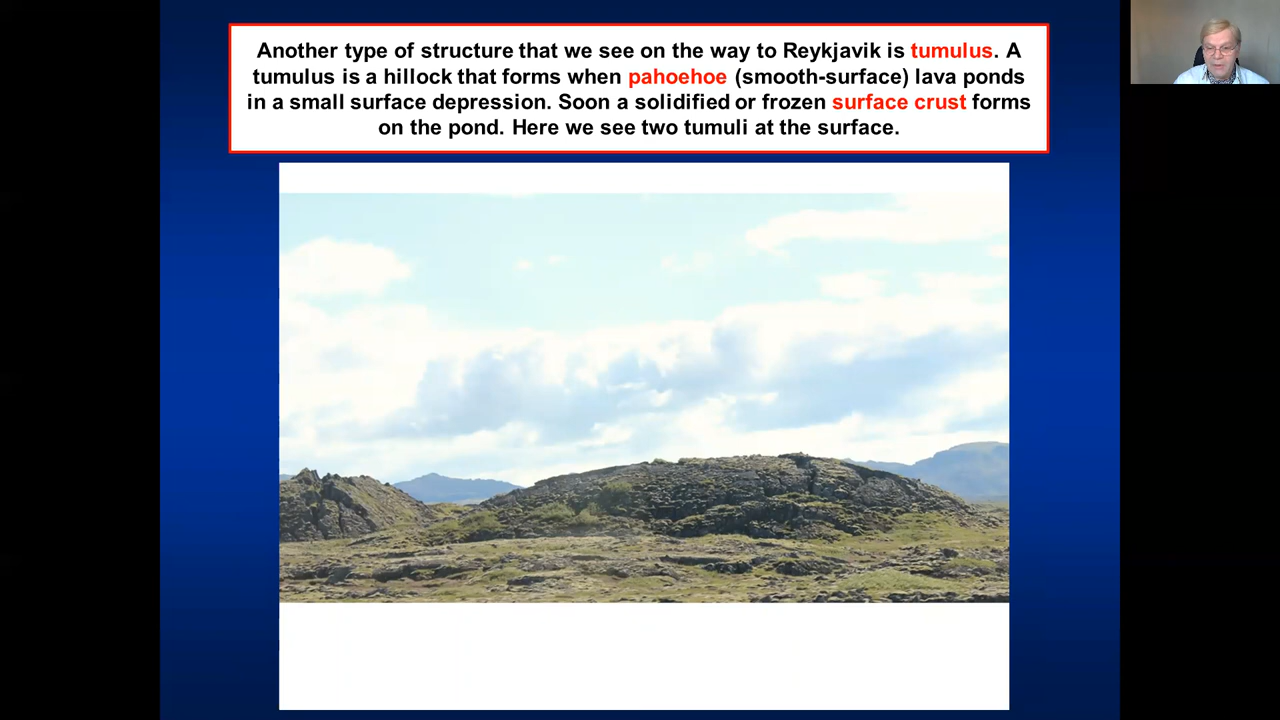 Another type of structure that we see on the way to Reykjavik is tumulus. A
tumulus is a hillock that forms when pahoehoe (smooth-surface) lava ponds
in a small surface depression. Soon a solidified or frozen surface crust forms
on the pond. Here we see two tumuli at the surface.